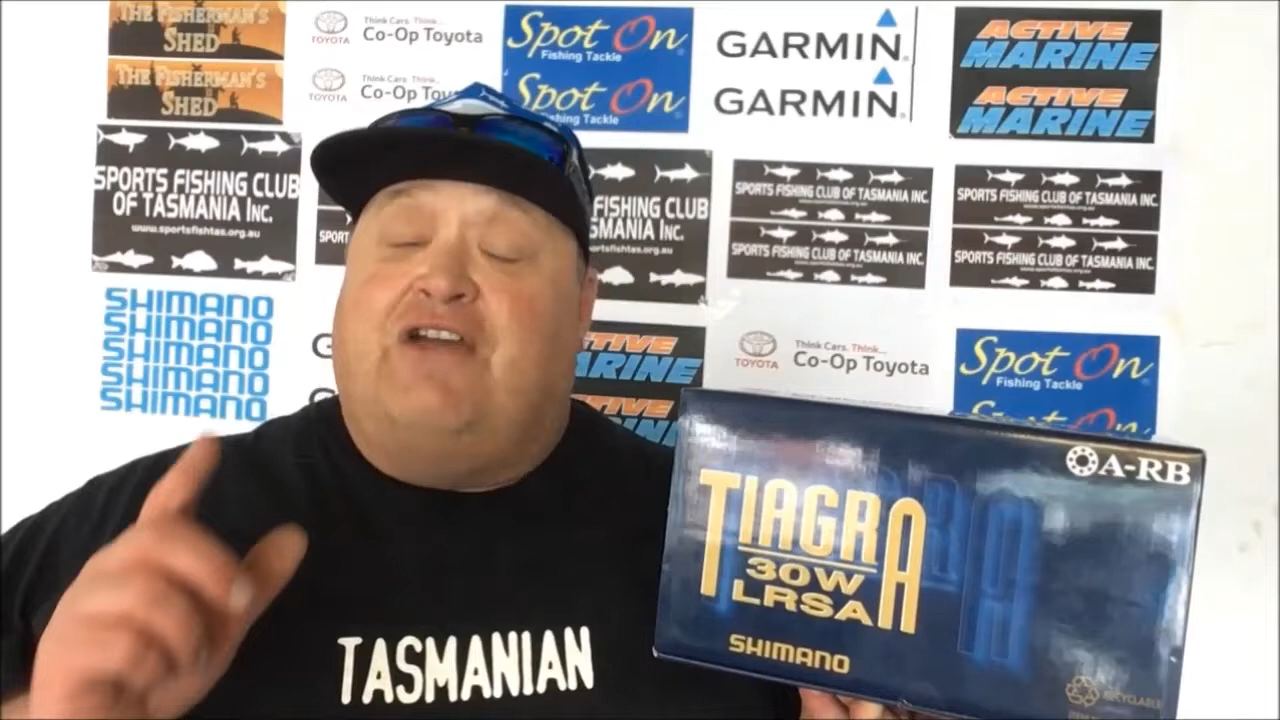 THE FISHERMAN'S
SHED
THE FISHERMAN'S
SHED
TOYOTA
Think Cars. Think...
Co-Op Toyota
TOYOTA
Think Cars. Think...
Co-Op
Spot On
Fishing Tackle
Spot On
Fishing Tackle
GARMIN
GARMIN
ACTIVE
MARINE
ACTIVE
MARINE
SPORTS FISHING CLUB
OF TASMANIA Inc.
www.sportsfishtas.org.au
FISHING CLUB
SPORTS FISHING CLUB OF TASMANIA INC.
SPORTS FISHING CLUB OF TASMANIA INC.
SPORTS FISHING CLUB OF TASMANIA INC.
SPORTS FISHING CLUB OF TASMANIA INC.
SHIMANO
SHIMANO
SHIMANO
SHIMANO
SHIMANO
MARINE
TOYOTA
Think Cars. Think...
Co-Op Toyota
Spot On
Fishing Tackle
Spot On
TIAGRA
30W
LRSA
SHIMANO
A-RB
RECYCLABLE
TASMANIAN